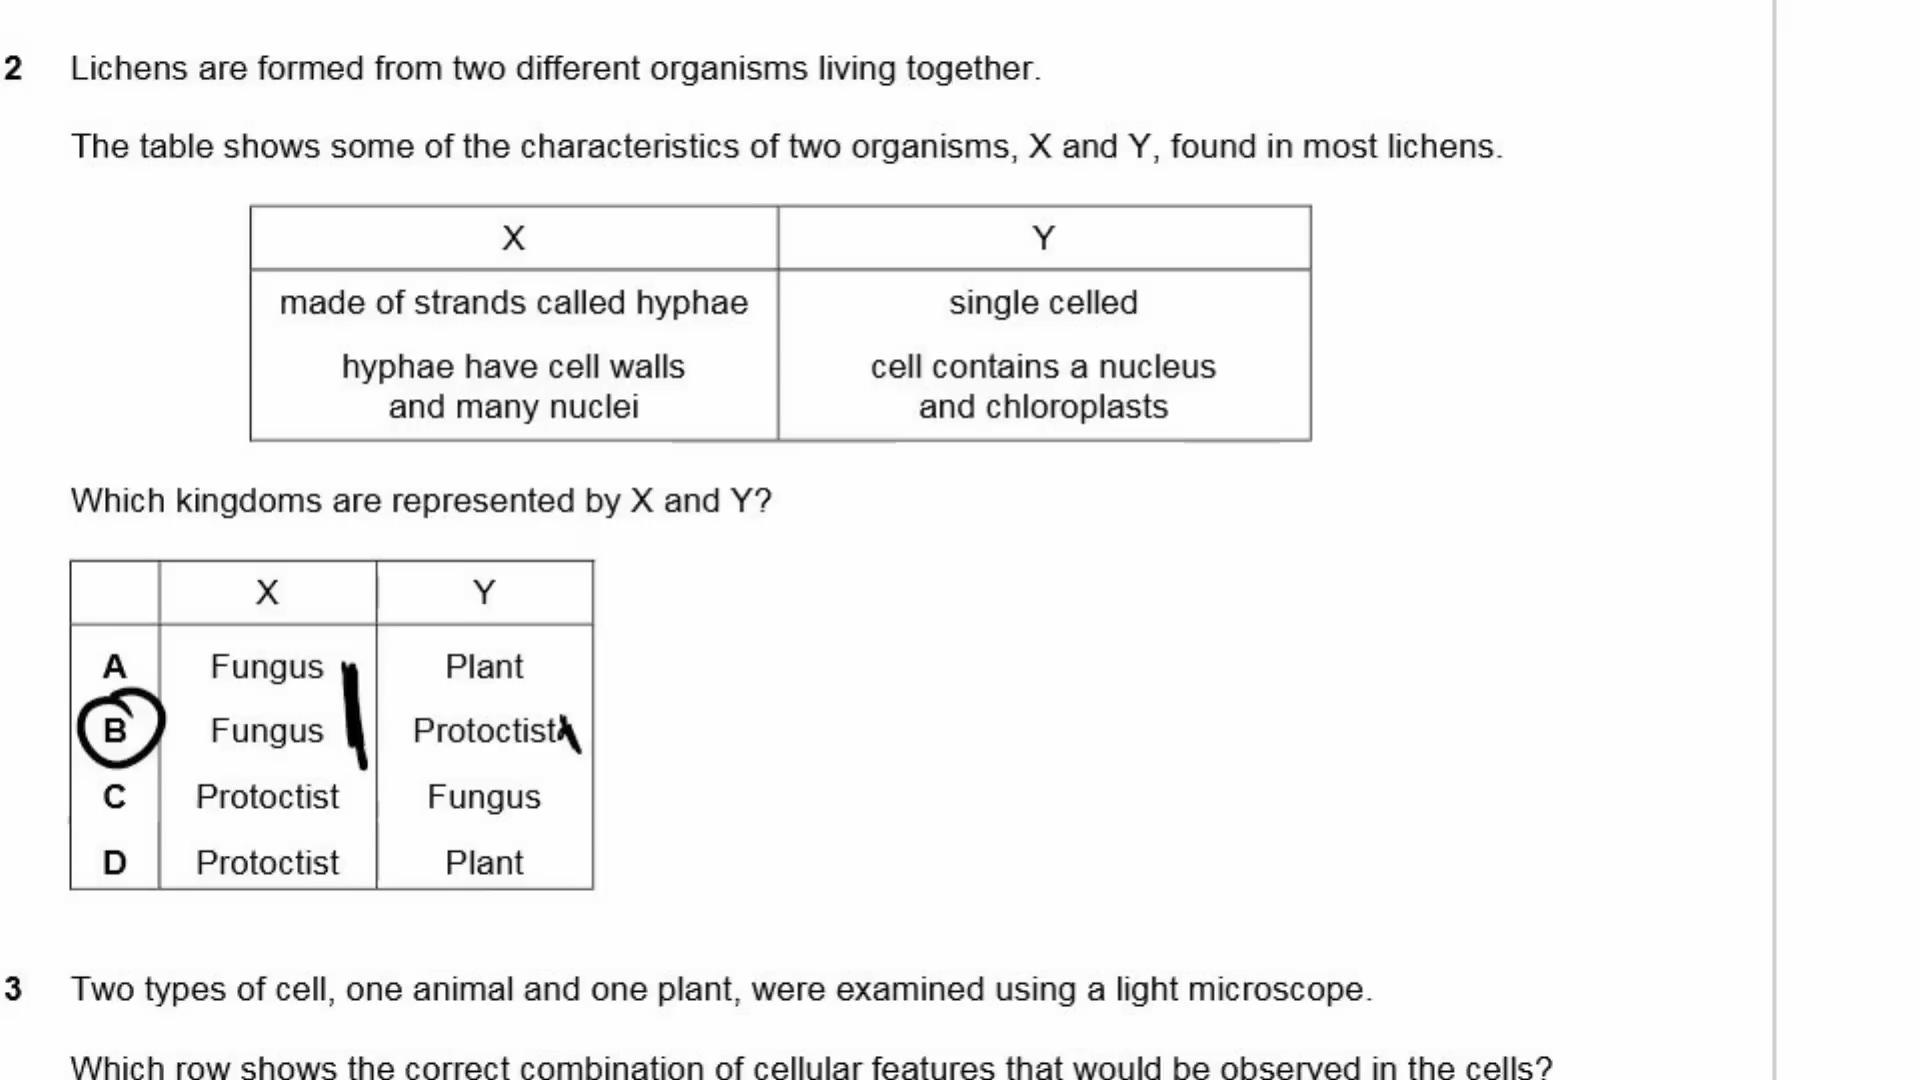 2 Lichens are formed from two different organisms living together.
The table shows some of the characteristics of two organisms, X and Y, found in most lichens.
X Y
made of strands called hyphae single celled
hyphae have cell walls cell contains a nucleus
and many nuclei and chloroplasts
Which kingdoms are represented by X and Y?
X Y
A Fungus Plant
B Fungus Protoctist
C Protoctist Fungus
D Protoctist Plant
3 Two types of cell, one animal and one plant, were examined using a light microscope.
Which row shows the correct combination of cellular features that would be observed in the cells?